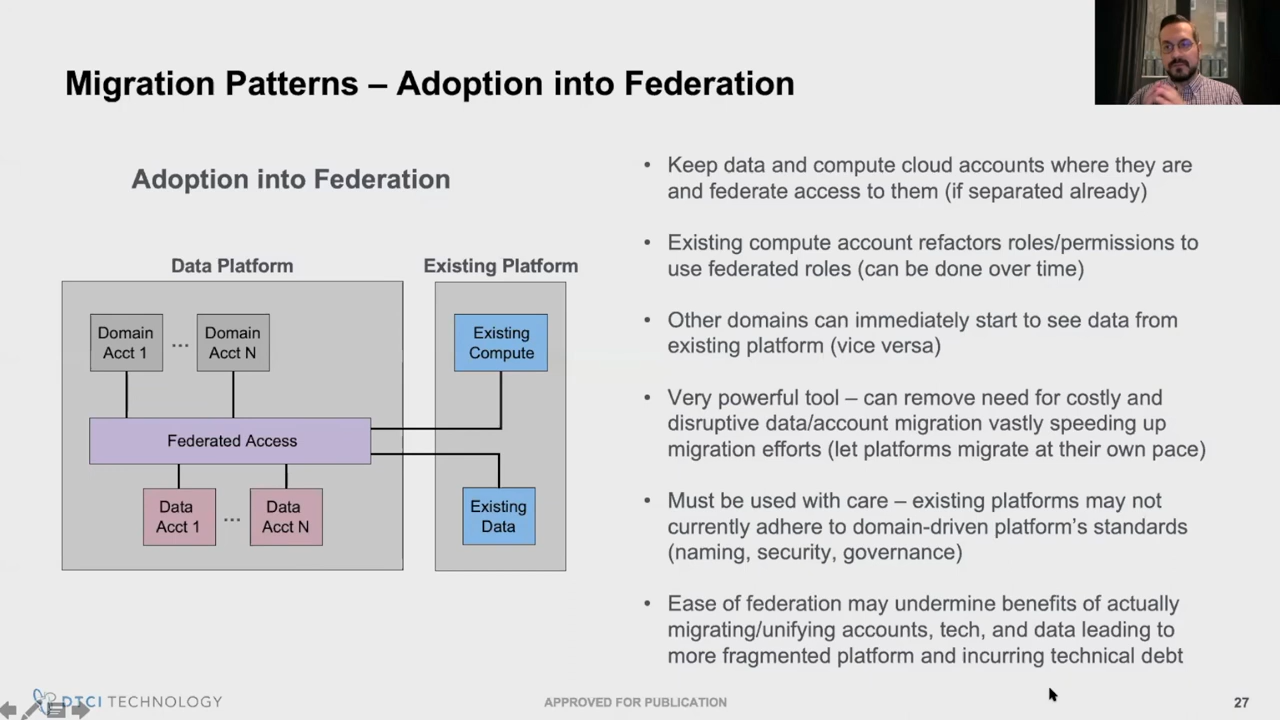 Migration Patterns – Adoption into Federation
Adoption into Federation
Data Platform
Existing Platform
Domain
Acct 1
...
Domain
Acct N
Existing
Compute
Federated Access
Data
Acct 1
...
Data
Acct N
Existing
Data
• Keep data and compute cloud accounts where they are
and federate access to them (if separated already)
• Existing compute account refactors roles/permissions to
use federated roles (can be done over time)
• Other domains can immediately start to see data from
existing platform (vice versa)
• Very powerful tool – can remove need for costly and
disruptive data/account migration vastly speeding up
migration efforts (let platforms migrate at their own pace)
• Must be used with care – existing platforms may not
currently adhere to domain-driven platform's standards
(naming, security, governance)
• Ease of federation may undermine benefits of actually
migrating/unifying accounts, tech, and data leading to
more fragmented platform and incurring technical debt
DTCI TECHNOLOGY
APPROVED FOR PUBLICATION
27